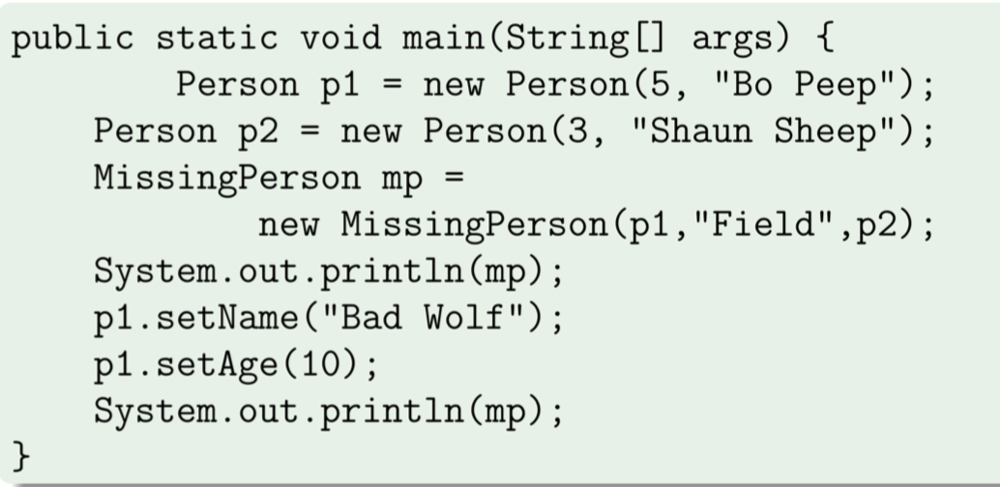 public static void main(String[] args) {
        Person p1 = new Person(5, "Bo Peep");
    Person p2 = new Person(3, "Shaun Sheep");
    MissingPerson mp =
            new MissingPerson(p1,"Field",p2);
    System.out.println(mp);
    p1.setName("Bad Wolf");
    p1.setAge(10);
    System.out.println(mp);
}